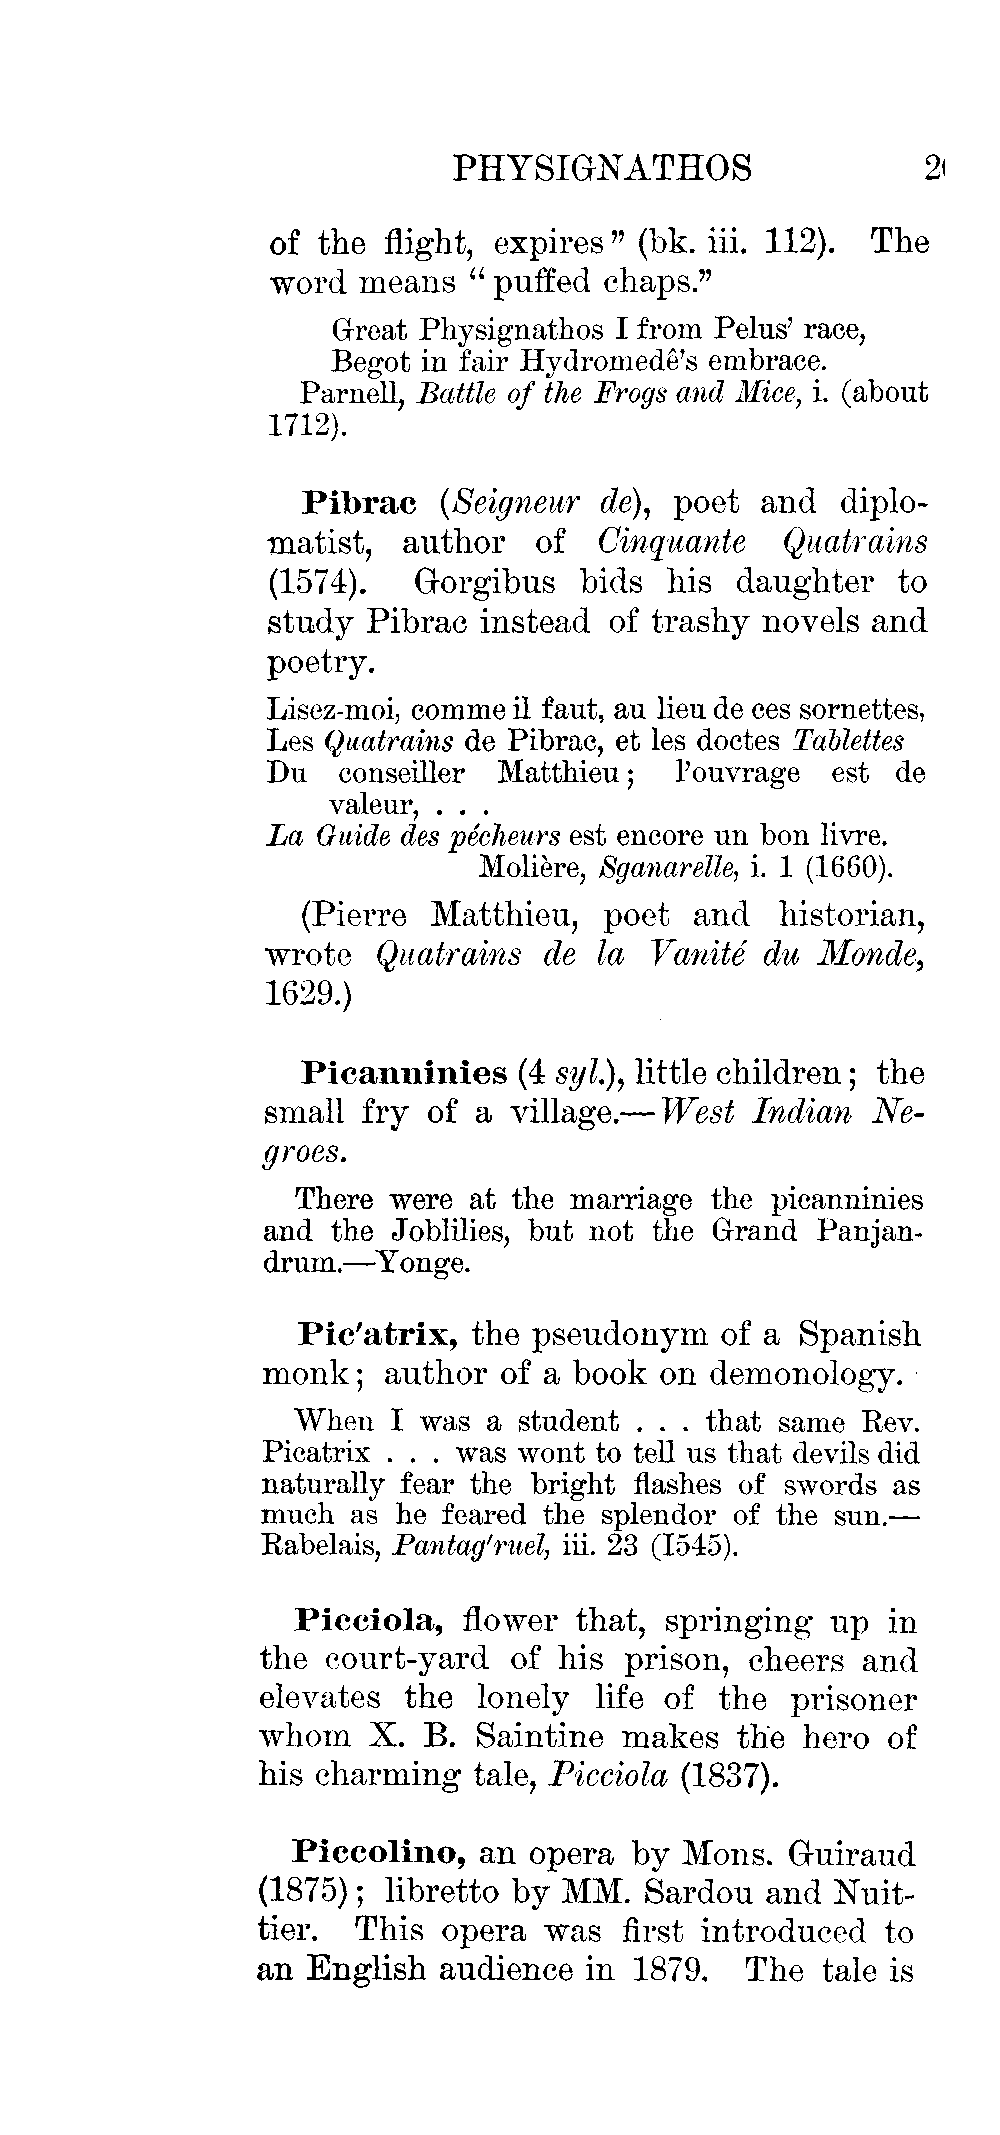 PHYSIGNATHOS
of the flight, expires” (bk. iii. 112). The
word means “puffed chaps.”
Great Physignathos I from Pelus’ race,
Begot in fair Hydromedê’s embrace.
Parnell, Battle of the Frogs and Mice, i. (about
1712).
Pibrac (Seigneur de), poet and diplo-
matist, author of Cinquante Quatrains
(1574). Gorgibus bids his daughter to
study Pibrac instead of trashy novels and
poetry.
Lisez-moi, comme il faut, au lieu de ces sornettes,
Les Quatrains de Pibrac, et les doctes Tablettes
Du conseiller Matthieu; l’ouvrage est de
valeur, . . .
La Guide des pécheurs est encore un bon livre.
Molière, Sganarelle, i. 1 (1660).
(Pierre Matthieu, poet and historian,
wrote Quatrains de la Vanité du Monde,
1629.)
Picanninies (4 syl.), little children; the
small fry of a village.—West Indian Ne-
groes.
There were at the marriage the picanninies
and the Joblilies, but not the Grand Panjan-
drum.—Yonge.
Pic'atrix, the pseudonym of a Spanish
monk; author of a book on demonology.
When I was a student . . . that same Rev.
Picatrix . . . was wont to tell us that devils did
naturally fear the bright flashes of swords as
much as he feared the splendor of the sun.—
Rabelais, Pantag'ruel, iii. 23 (I545).
Picciola, flower that, springing up in
the court-yard of his prison, cheers and
elevates the lonely life of the prisoner
whom X. B. Saintine makes the hero of
his charming tale, Picciola (1837).
Piccolino, an opera by Mons. Guiraud
(1875); libretto by MM. Sardou and Nuit-
tier. This opera was first introduced to
an English audience in 1879. The tale is